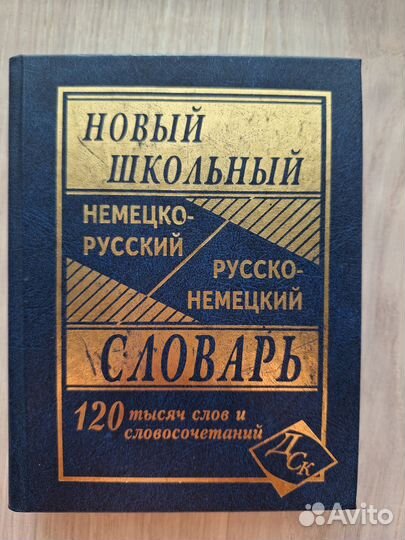 НОВЫЙ
ШКОЛЬНЫЙ
НЕМЕЦКО-
РУССКИЙ
РУССКО-
НЕМЕЦКИЙ
СЛОВАРЬ
120 тысяч слов и
словосочетаний
ДСК
Avito